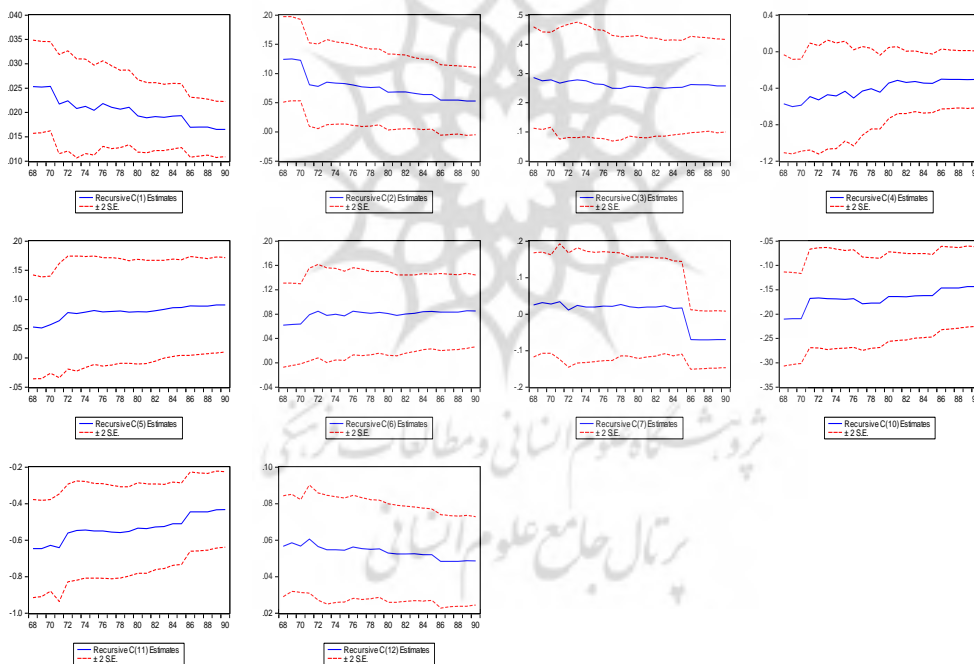 .040
.035
.030
.025
.020
.015
.010
68 70 72 74 76 78 80 82 84 86 88 90
Recursive C(1) Estimates
± 2 S.E.
.20
.15
.10
.05
.00
-.05
68 70 72 74 76 78 80 82 84 86 88 90
Recursive C(2) Estimates
± 2 S.E.
.5
.4
.3
.2
.1
.0
68 70 72 74 76 78 80 82 84 86 88 90
Recursive C(3) Estimates
± 2 S.E.
0.4
0.0
-0.4
-0.8
-1.2
68 70 72 74 76 78 80 82 84 86 88 90
Recursive C(4) Estimates
± 2 S.E.
.20
.15
.10
.05
.00
-.05
68 70 72 74 76 78 80 82 84 86 88 90
Recursive C(5) Estimates
± 2 S.E.
.20
.16
.12
.08
.04
.00
-.04
68 70 72 74 76 78 80 82 84 86 88 90
Recursive C(6) Estimates
± 2 S.E.
.2
.1
.0
-.1
-.2
68 70 72 74 76 78 80 82 84 86 88 90
Recursive C(7) Estimates
± 2 S.E.
-.05
-.10
-.15
-.20
-.25
-.30
-.35
68 70 72 74 76 78 80 82 84 86 88 90
Recursive C(10) Estimates
± 2 S.E.
پژوهشگاه علوم انسانی و مطالعات فرهنگی
-0.2
-0.4
-0.6
-0.8
-1.0
68 70 72 74 76 78 80 82 84 86 88 90
Recursive C(11) Estimates
± 2 S.E.
.10
.08
.06
.04
.02
68 70 72 74 76 78 80 82 84 86 88 90
Recursive C(12) Estimates
± 2 S.E.
پرتال جامع علوم انسانی